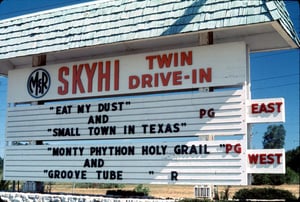 M&R
SKYHI TWIN DRIVE-IN
"EAT MY DUST" PG
AND
"SMALL TOWN IN TEXAS"
EAST
"MONTY PHYTHON HOLY GRAIL" PG
AND
"GROOVE TUBE" R
WEST